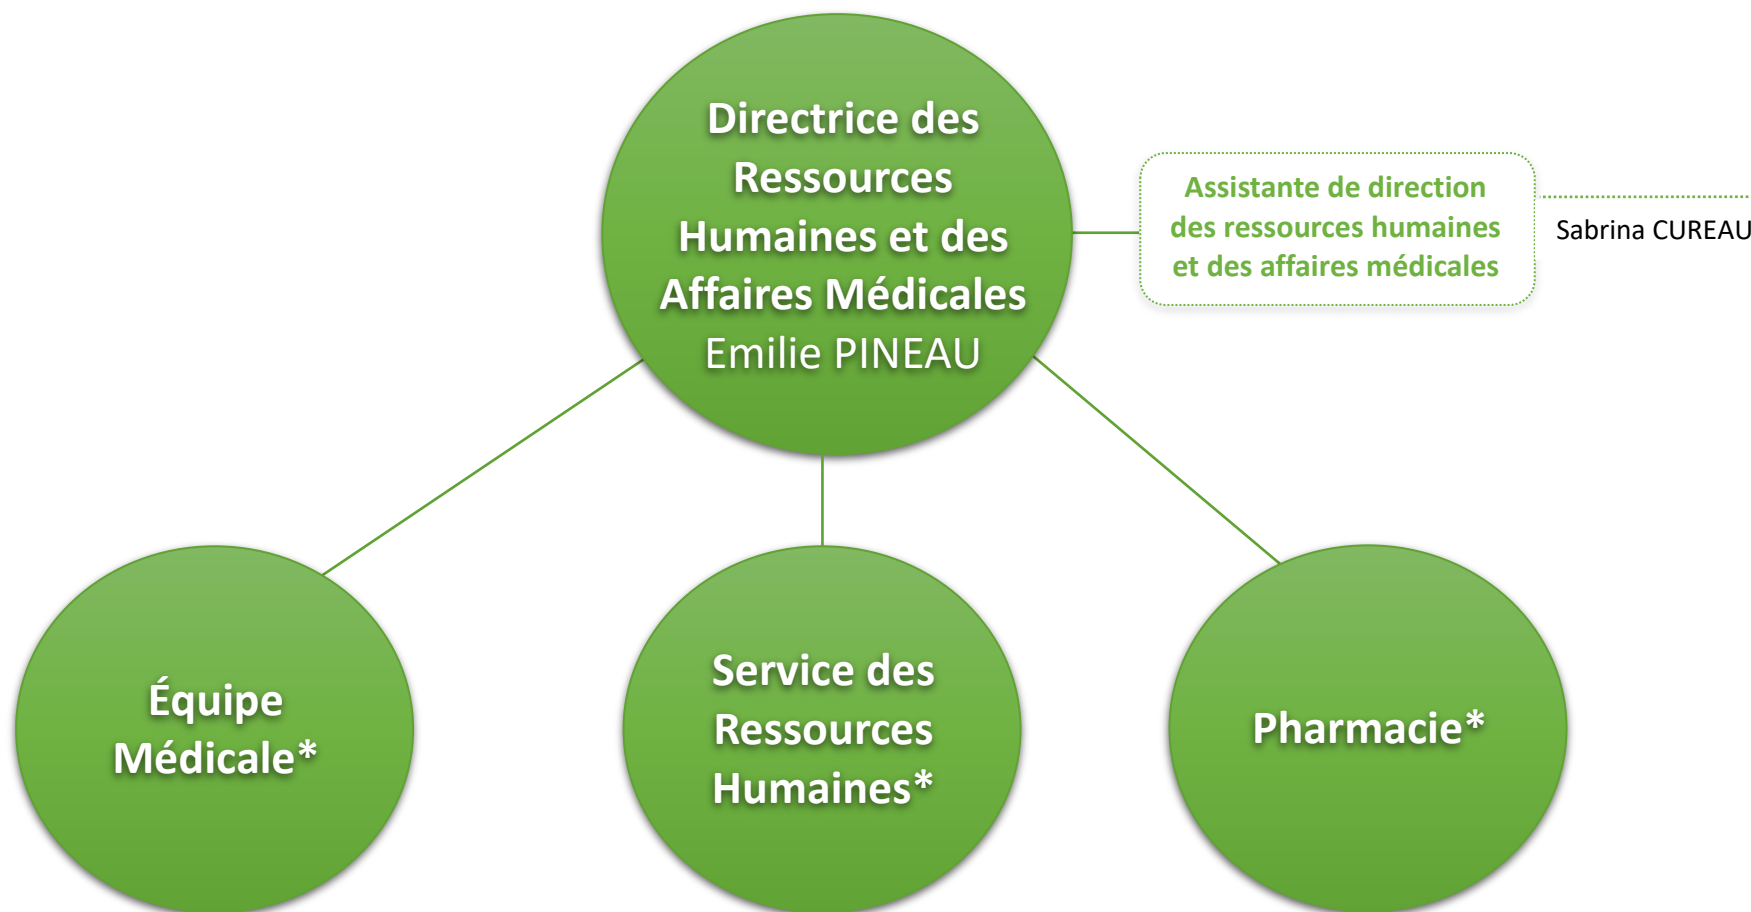 Directrice des
Ressources
Humaines et des
Affaires Médicales
Emilie PINEAU
Assistante de direction
des ressources humaines
et des affaires médicales
Sabrina CUREAU
Équipe
Médicale*
Service des
Ressources
Humaines*
Pharmacie*